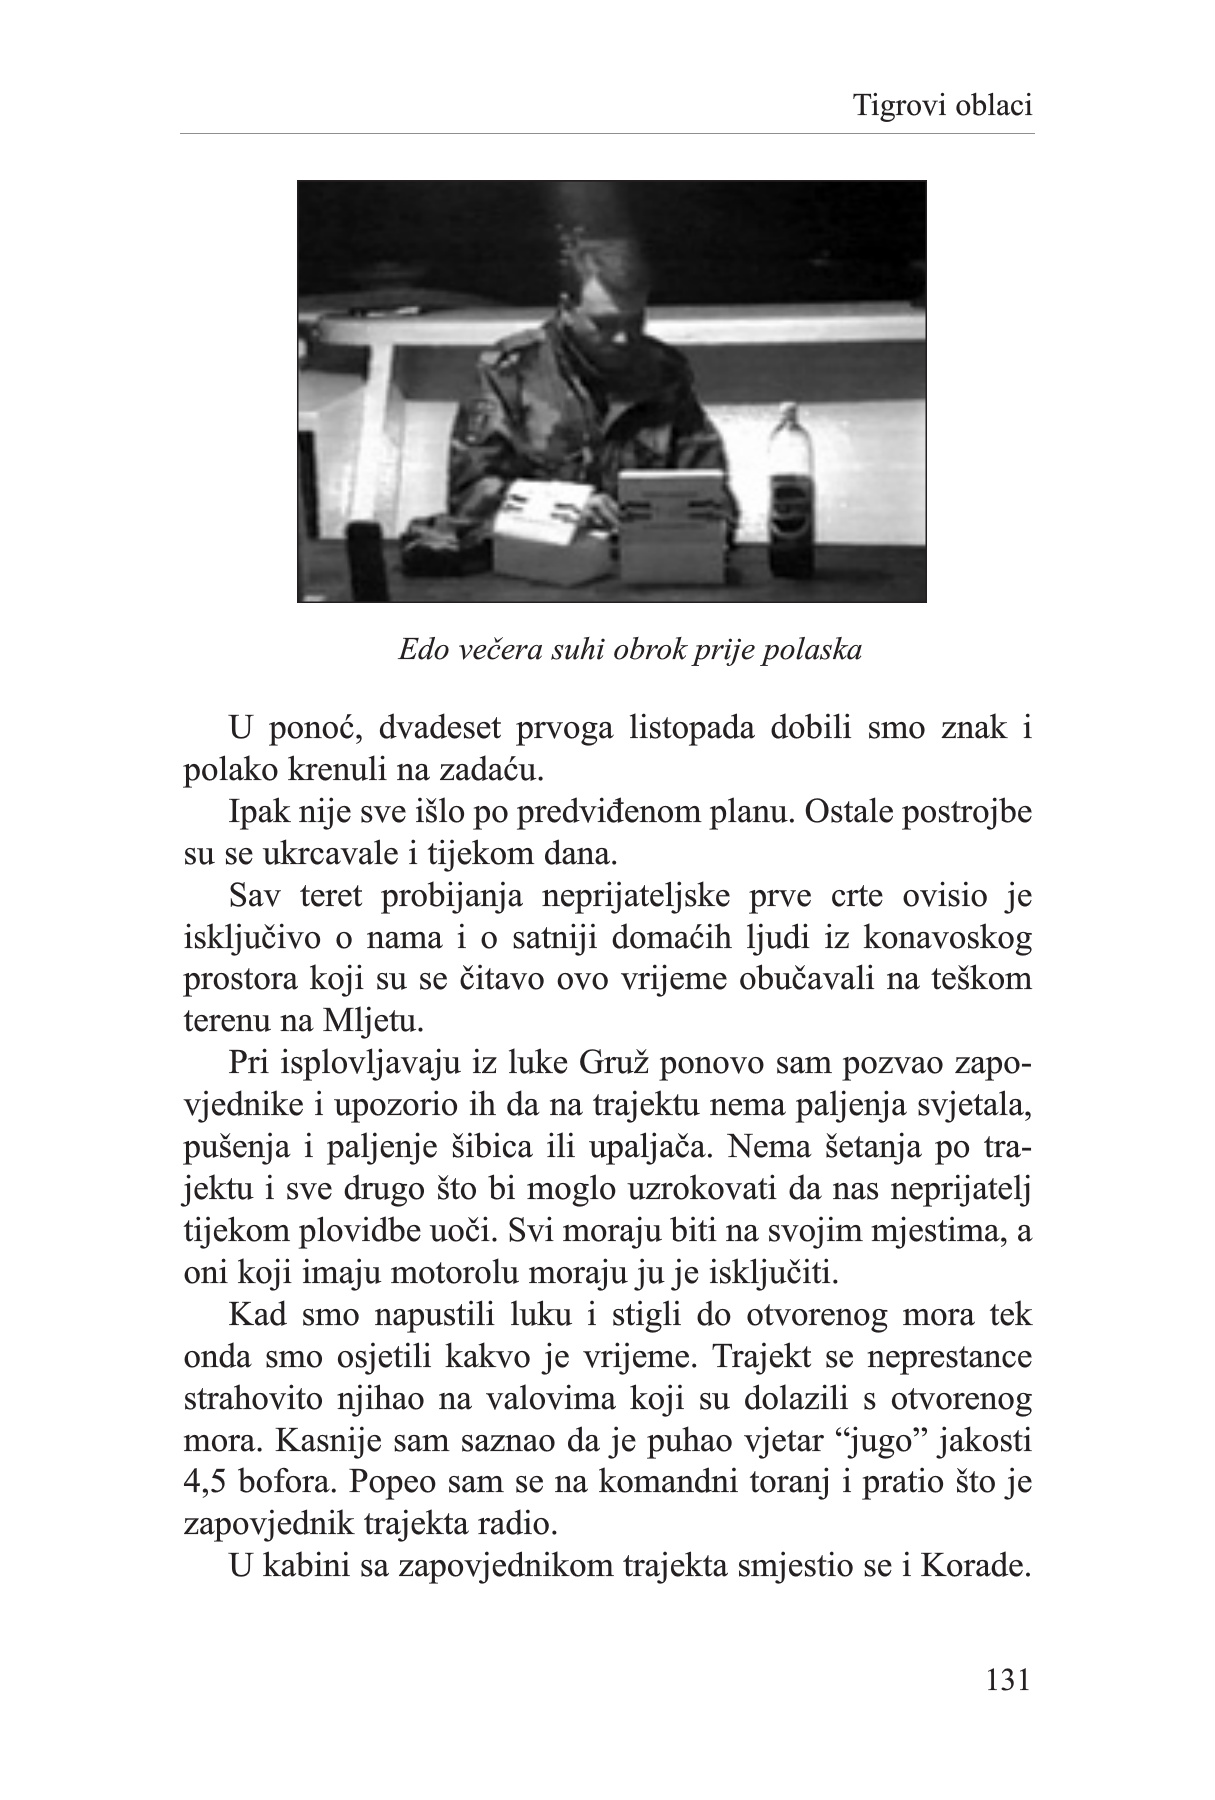 Tigrovi oblaci
Edo večera suhi obrok prije polaska
U ponoć, dvadeset prvoga listopada dobili smo znak i
polako krenuli na zadaću.
Ipak nije sve išlo po predviđenom planu. Ostale postrojbe
su se ukrcavale i tijekom dana.
Sav teret probijanja neprijateljske prve crte ovisio je
isključivo o nama i o satniji domaćih ljudi iz konavoskog
prostora koji su se čitavo ovo vrijeme obučavali na teškom
terenu na Mljetu.
Pri isplovljavaju iz luke Gruž ponovo sam pozvao zapo-
vjednike i upozorio ih da na trajektu nema paljenja svjetala,
pušenja i paljenje šibica ili upaljača. Nema šetanja po tra-
jektu i sve drugo što bi moglo uzrokovati da nas neprijatelj
tijekom plovidbe uoči. Svi moraju biti na svojim mjestima, a
oni koji imaju motorolu moraju ju je isključiti.
Kad smo napustili luku i stigli do otvorenog mora tek
onda smo osjetili kakvo je vrijeme. Trajekt se neprestance
strahovito njihao na valovima koji su dolazili s otvorenog
mora. Kasnije sam saznao da je puhao vjetar “jugo” jakosti
4,5 bofora. Popeo sam se na komandni toranj i pratio što je
zapovjednik trajekta radio.
U kabini sa zapovjednikom trajekta smjestio se i Korade.
131